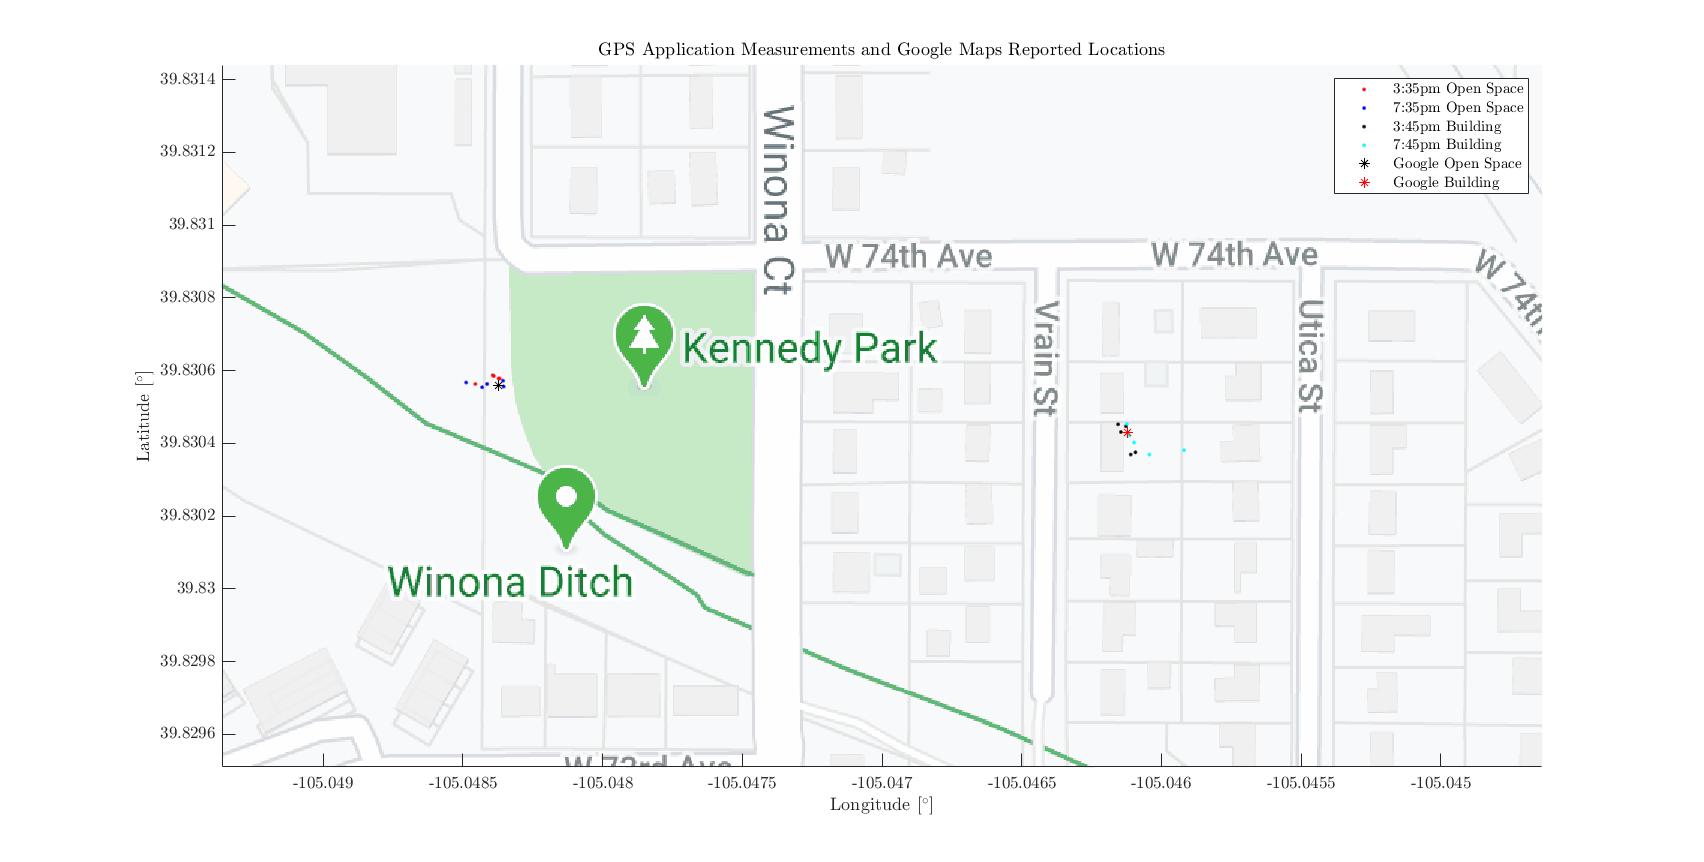 GPS Application Measurements and Google Maps Reported Locations
39.8314
39.8312
39.831
39.8308
39.8306
39.8304
39.8302
39.83
39.8298
39.8296
Latitude [°]
3:35pm Open Space
7:35pm Open Space
3:45pm Building
7:45pm Building
Google Open Space
Google Building
Winona Ct
W 74th Ave
W 74th Ave
W 74th
Kennedy Park
Vrain St
Utica St
Winona Ditch
W 73rd Ave
-105.049
-105.0485
-105.048
-105.0475
-105.047
-105.0465
-105.046
-105.0455
-105.045
Longitude [°]